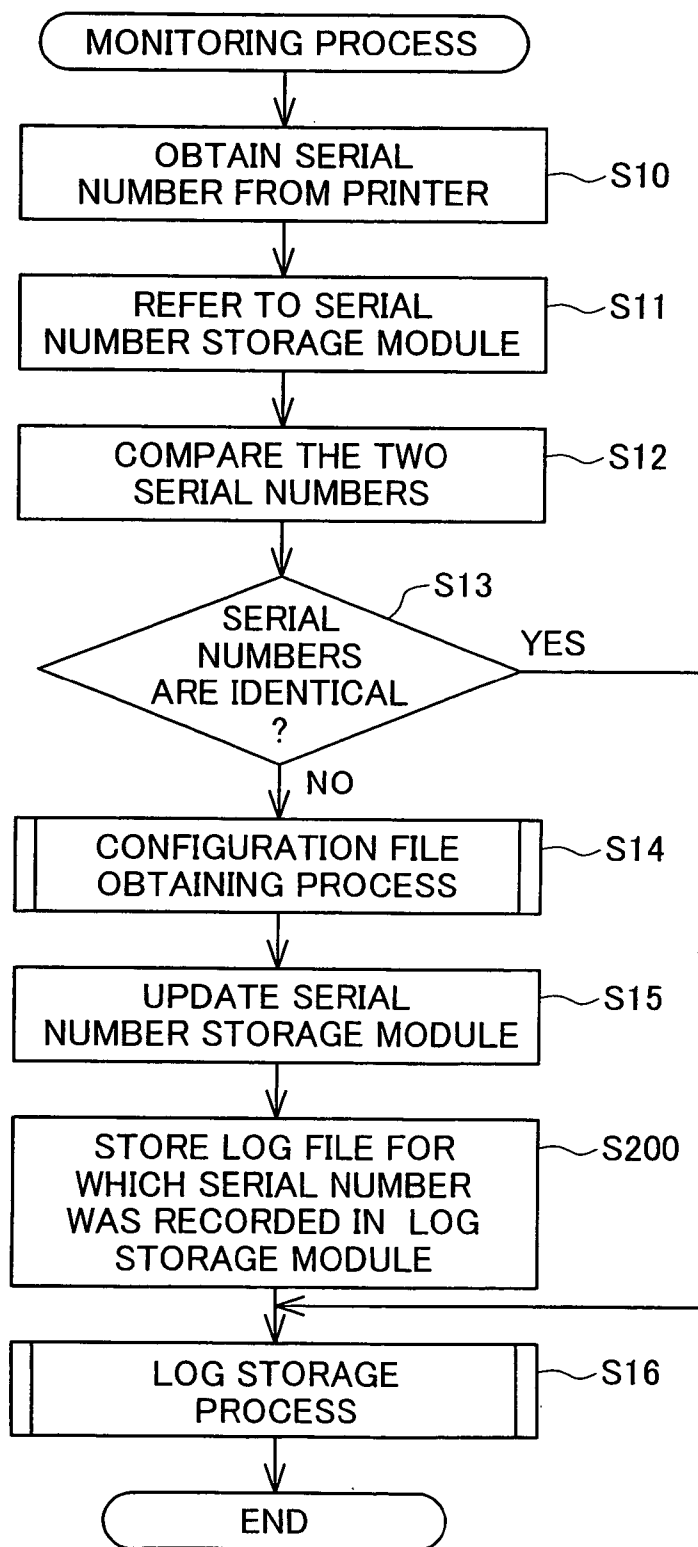 MONITORING PROCESS
OBTAIN SERIAL
NUMBER FROM PRINTER
S10
REFER TO SERIAL
NUMBER STORAGE MODULE
S11
COMPARE THE TWO
SERIAL NUMBERS
S12
S13
SERIAL
NUMBERS
ARE IDENTICAL
?
YES
NO
CONFIGURATION FILE
OBTAINING PROCESS
S14
UPDATE SERIAL
NUMBER STORAGE MODULE
S15
STORE LOG FILE FOR
WHICH SERIAL NUMBER
WAS RECORDED IN LOG
STORAGE MODULE
S200
LOG STORAGE
PROCESS
S16
END